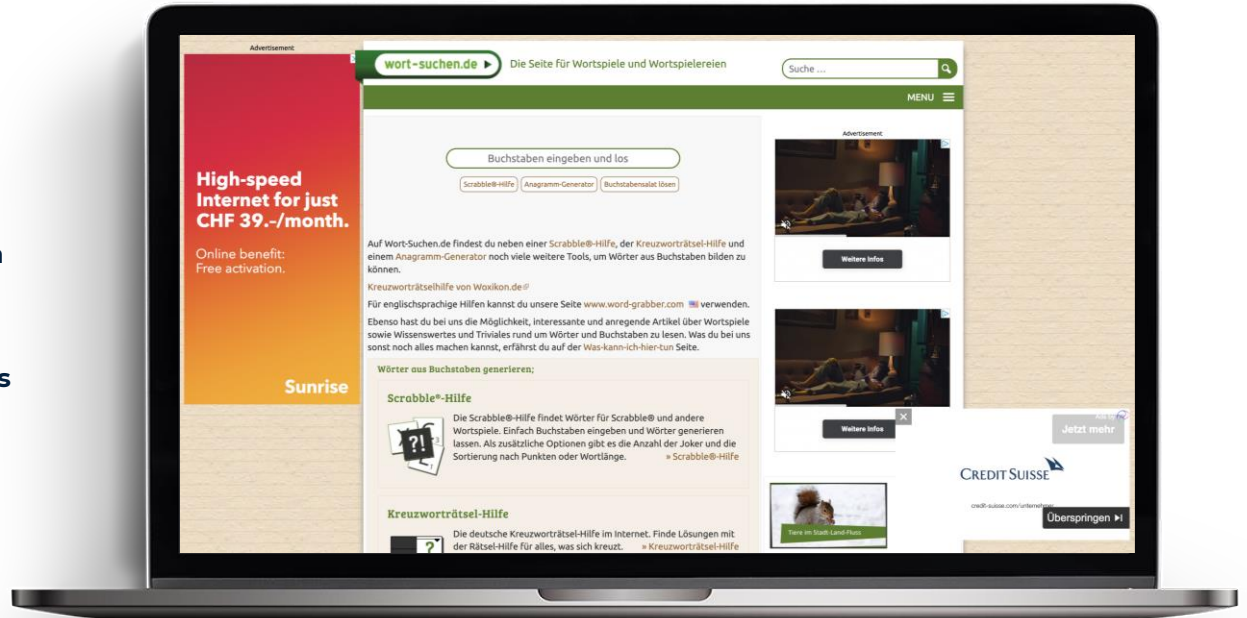 Advertisement
High-speed
Internet for just
CHF 39.-/month.
Online benefit:
Free activation.
Sunrise
wort-suchen.de
Die Seite für Wortspiele und Wortspielereien
Suche ...
MENU
Buchstaben eingeben und los
Scrabble®-Hilfe Anagramm-Generator Buchstabensalat lösen
Auf Wort-Suchen.de findest du neben einer Scrabble®-Hilfe, der Kreuzworträtsel-Hilfe und
einem Anagramm-Generator noch viele weitere Tools, um Wörter aus Buchstaben bilden zu
können.
Kreuzworträtselhilfe von Woxikon.de
Für englischsprachige Hilfen kannst du unsere Seite www.word-grabber.com verwenden.
Ebenso hast du bei uns die Möglichkeit, interessante und anregende Artikel über Wortspiele
sowie Wissenswertes und Triviales rund um Wörter und Buchstaben zu lesen. Was du bei uns
sonst noch alles machen kannst, erfährst du auf der Was-kann-ich-hier-tun Seite.
Wörter aus Buchstaben generieren;
Scrabble®-Hilfe
?!
Die Scrabble®-Hilfe findet Wörter für Scrabble® und andere
Wortspiele. Einfach Buchstaben eingeben und Wörter generieren
lassen. Als zusätzliche Optionen gibt es die Anzahl der Joker und die
Sortierung nach Punkten oder Wortlänge. » Scrabble®-Hilfe
Kreuzworträtsel-Hilfe
?
Die deutsche Kreuzworträtsel-Hilfe im Internet. Finde Lösungen mit
der Rätsel-Hilfe für alles, was sich kreuzt. » Kreuzworträtsel-Hilfe
Advertisement
Weitere Infos
Weitere Infos
Tiere im Stadt-Land-Fluss
Jetzt mehr
CREDIT SUISSE
Überspringen